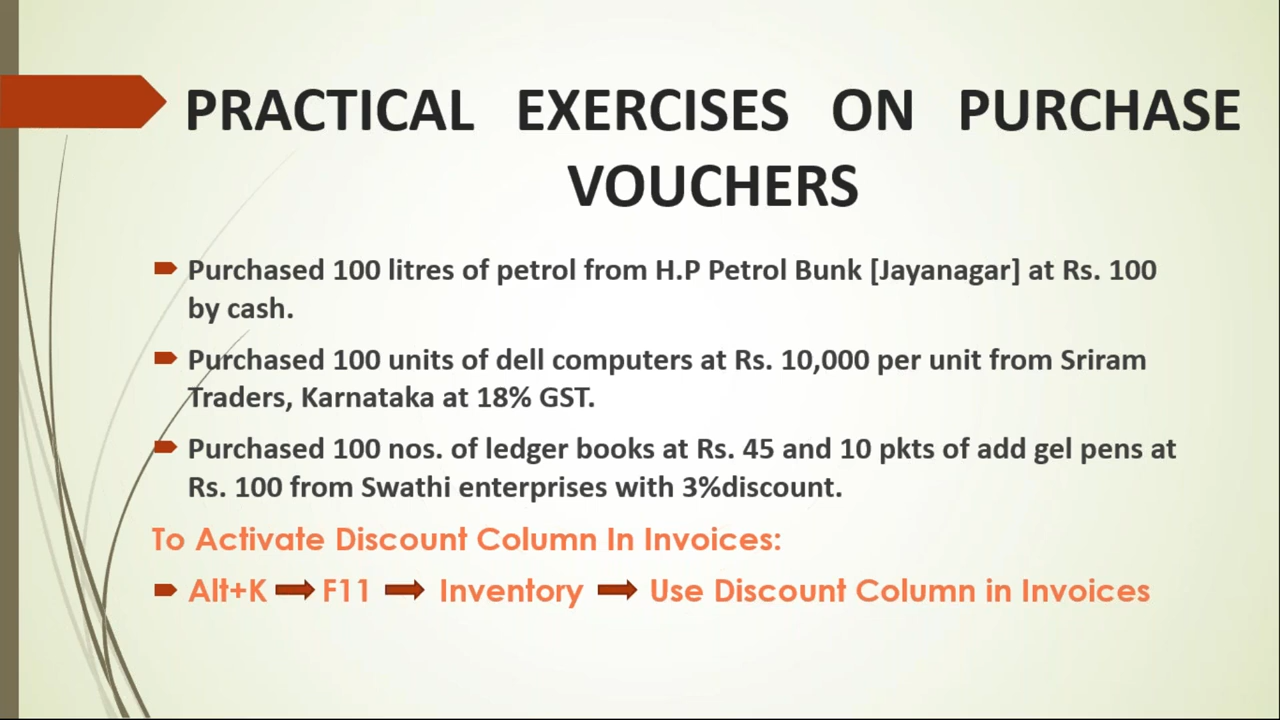 PRACTICAL EXERCISES ON PURCHASE
VOUCHERS
Purchased 100 litres of petrol from H.P Petrol Bunk [Jayanagar] at Rs. 100
by cash.
Purchased 100 units of dell computers at Rs. 10,000 per unit from Sriram
Traders, Karnataka at 18% GST.
Purchased 100 nos. of ledger books at Rs. 45 and 10 pkts of add gel pens at
Rs. 100 from Swathi enterprises with 3%discount.
To Activate Discount Column In Invoices:
Alt+K F11 Inventory Use Discount Column in Invoices